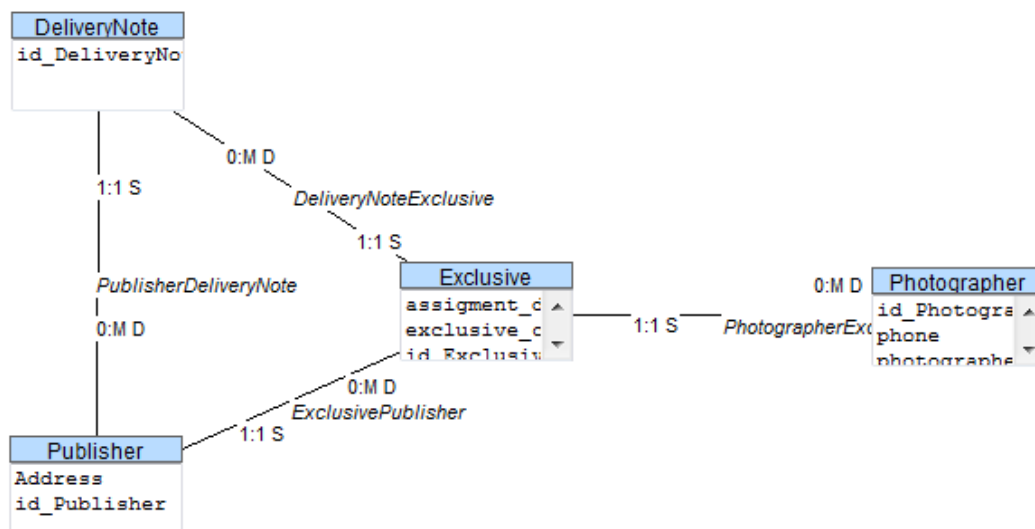 DeliveryNote
id_DeliveryNo
0:M D
1:1 S
DeliveryNoteExclusive
1:1 S
Exclusive
assigment_d
exclusive_c
id_Exclusiv
PublisherDeliveryNote
0:M D
0:M D
Photographer
id_Photogra
phone
photographe
1:1 S
PhotographerExc
0:M D
ExclusivePublisher
1:1 S
Publisher
Address
id_Publisher